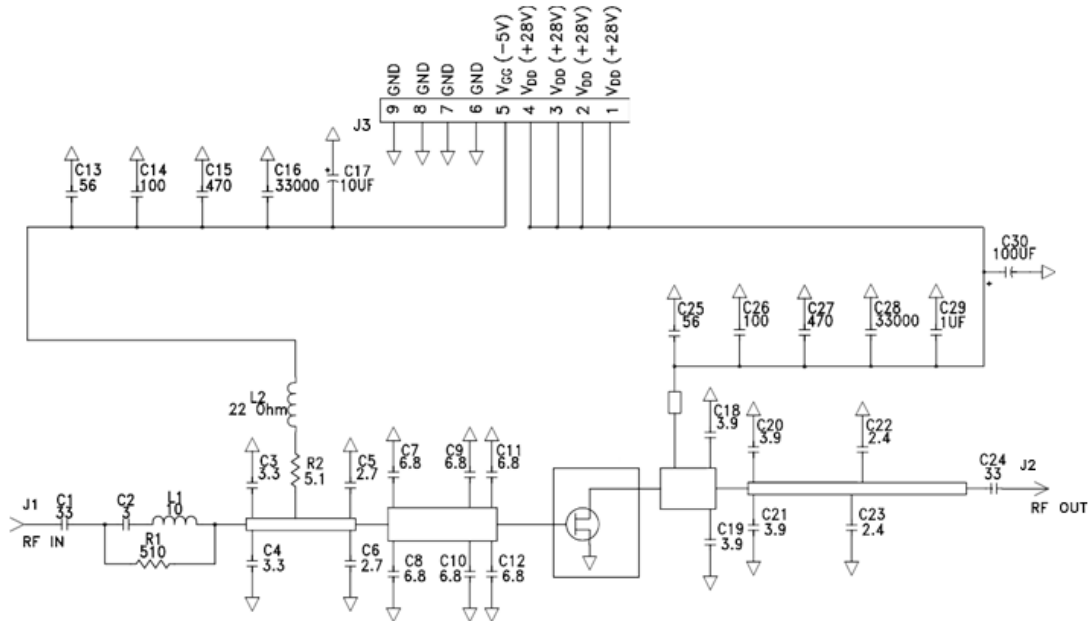 9 GND
8 GND
7 GND
6 GND
5 VGG (-5V)
4 VDD (+28V)
3 VDD (+28V)
2 VDD (+28V)
1 VDD (+28V)
J3
C13
56
C14
100
C15
470
C16
33000
C17
10UF
+
C30
100UF
+
C25
56
C26
100
C27
470
C28
33000
C29
1UF
L2
22 Ohm
R2
5.1
C3
3.3
C5
2.7
C7
6.8
C9
6.8
C11
6.8
C18
3.9
C20
3.9
C22
2.4
C24
33
J2
RF OUT
J1
RF IN
C1
33
C2
3
L1
10
R1
510
C4
3.3
C6
2.7
C8
6.8
C10
6.8
C12
6.8
C19
3.9
C21
3.9
C23
2.4